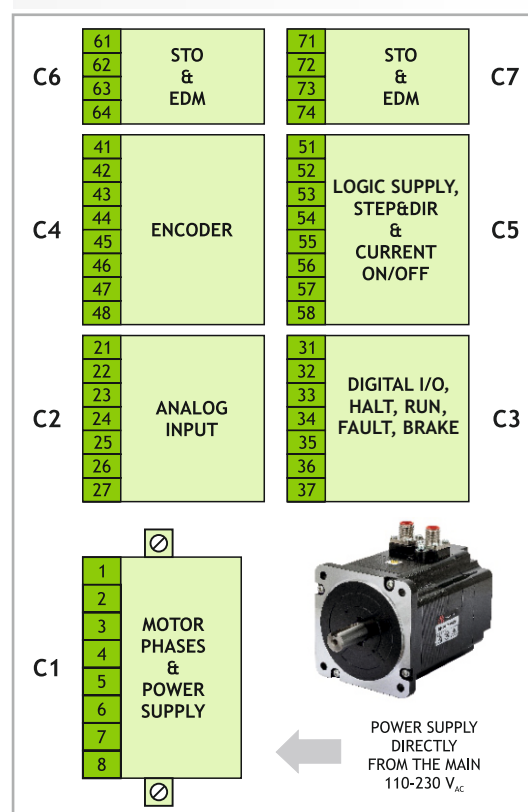 C6
61
62
63
64
STO
&
EDM
71
72
73
74
STO
&
EDM
C7
C4
41
42
43
44
45
46
47
48
ENCODER
51
52
53
54
55
56
57
58
LOGIC SUPPLY,
STEP&DIR
&
CURRENT
ON/OFF
C5
C2
21
22
23
24
25
26
27
ANALOG
INPUT
31
32
33
34
35
36
37
DIGITAL I/O,
HALT, RUN,
FAULT, BRAKE
C3
C1
1
2
3
4
5
6
7
8
MOTOR
PHASES
&
POWER
SUPPLY
POWER SUPPLY
DIRECTLY
FROM THE MAIN
110-230 VAC